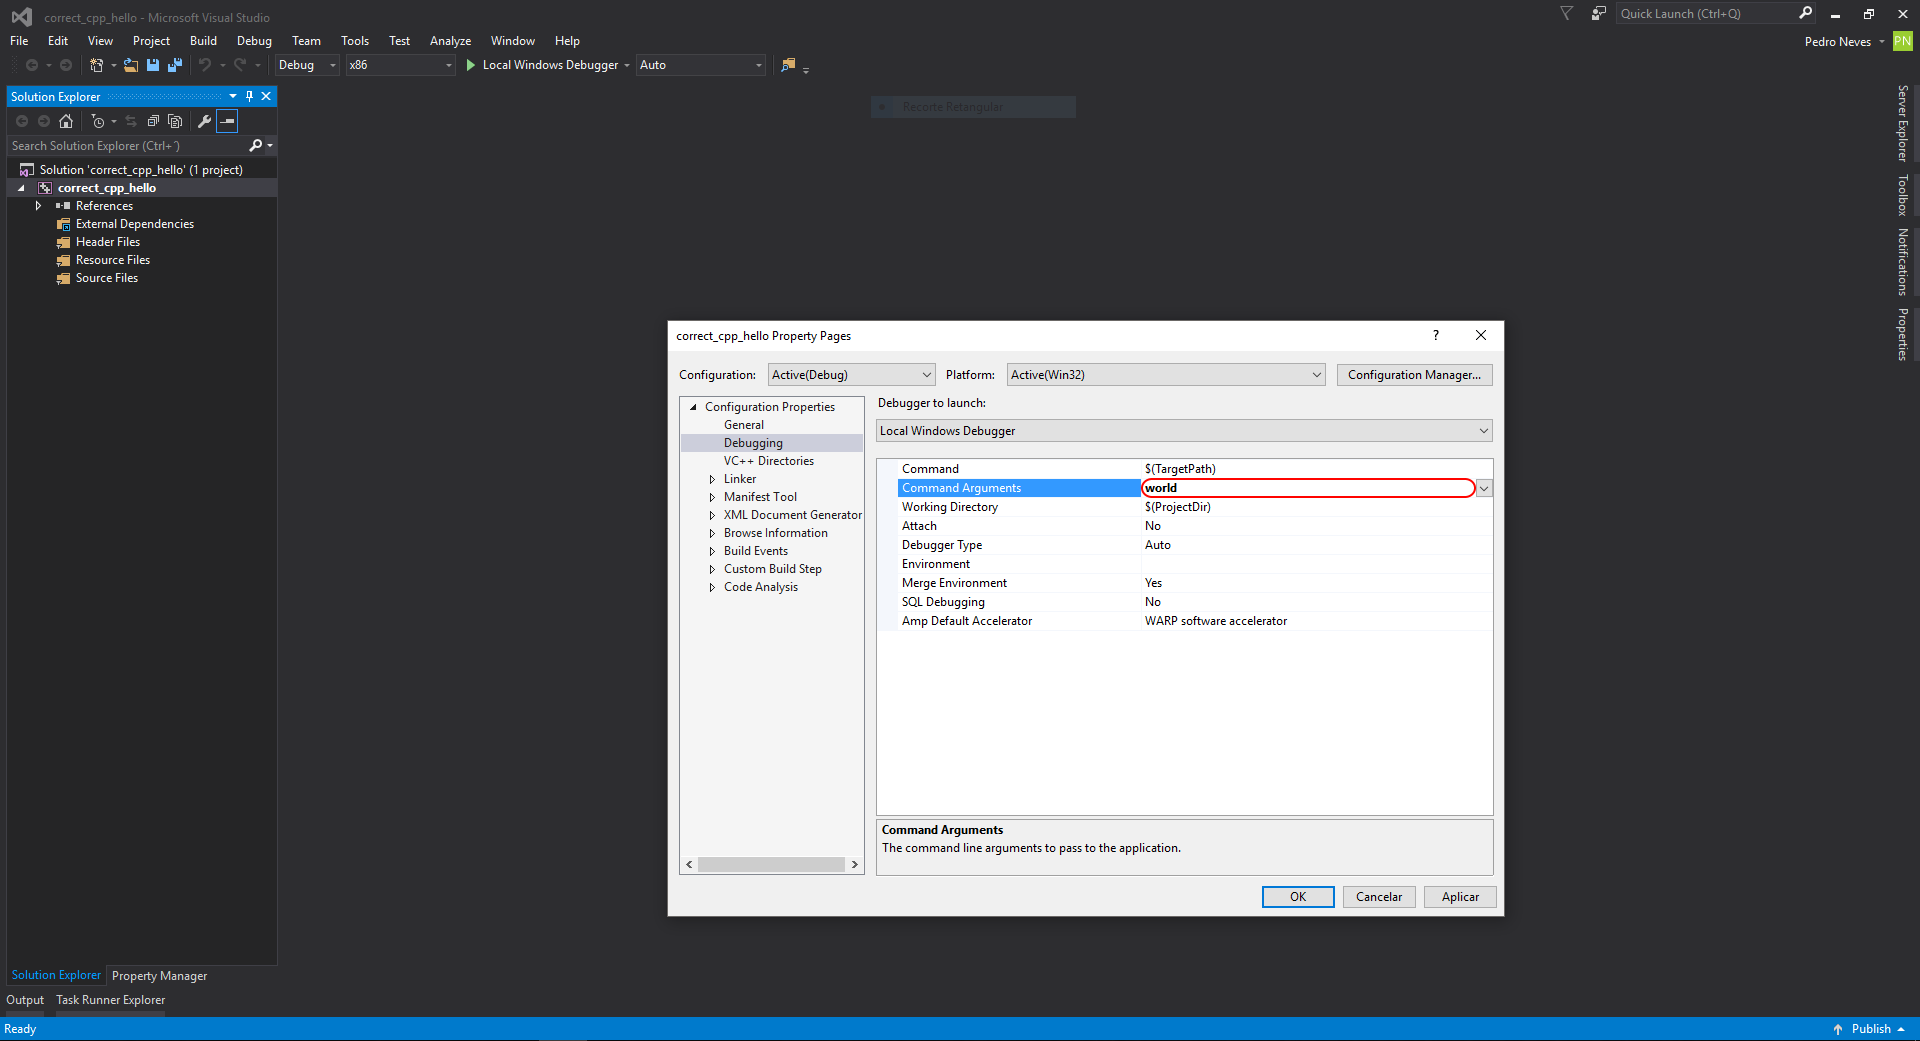 correct_cpp_hello - Microsoft Visual Studio
Quick Launch (Ctrl+Q)
File Edit View Project Build Debug Team Tools Test Analyze Window Help
Pedro Neves PN
Debug x86 Local Windows Debugger Auto
Solution Explorer
Recorte Retangular
Search Solution Explorer (Ctrl+´)
Solution 'correct_cpp_hello' (1 project)
correct_cpp_hello
References
External Dependencies
Header Files
Resource Files
Source Files
Server Explorer
Toolbox
Notifications
Properties
correct_cpp_hello Property Pages
?
Configuration: Active(Debug) Platform: Active(Win32) Configuration Manager...
Configuration Properties
General
Debugging
VC++ Directories
Linker
Manifest Tool
XML Document Generator
Browse Information
Build Events
Custom Build Step
Code Analysis
Debugger to launch:
Local Windows Debugger
Command $(TargetPath)
Command Arguments world
Working Directory $(ProjectDir)
Attach No
Debugger Type Auto
Environment
Merge Environment Yes
SQL Debugging No
Amp Default Accelerator WARP software accelerator
Command Arguments
The command line arguments to pass to the application.
OK Cancelar Aplicar
Solution Explorer Property Manager
Output Task Runner Explorer
Ready
Publish